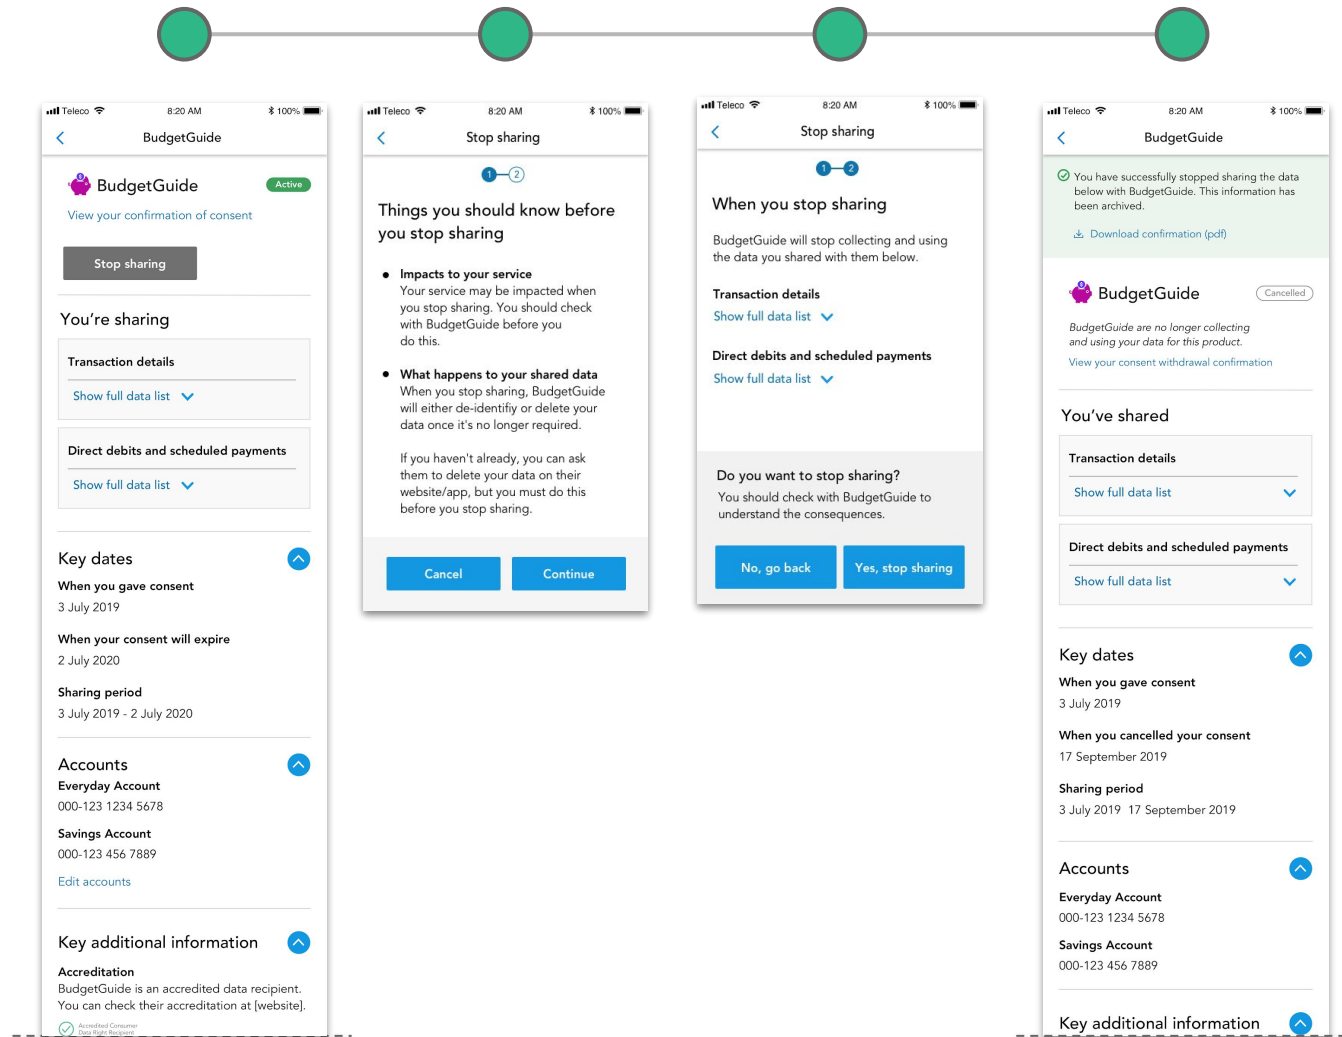 Teleco 8:20 AM 100%
BudgetGuide
BudgetGuide Active
View your confirmation of consent
Stop sharing
You're sharing
Transaction details
Show full data list
Direct debits and scheduled payments
Show full data list
Key dates
When you gave consent
3 July 2019
When your consent will expire
2 July 2020
Sharing period
3 July 2019 - 2 July 2020
Accounts
Everyday Account
000-123 1234 5678
Savings Account
000-123 456 7889
Edit accounts
Key additional information
Accreditation
BudgetGuide is an accredited data recipient.
You can check their accreditation at [website].
Accredited Consumer
Data Right Recipient
Teleco 8:20 AM 100%
Stop sharing
1 2
Things you should know before
you stop sharing
Impacts to your service
Your service may be impacted when
you stop sharing. You should check
with BudgetGuide before you
do this.
What happens to your shared data
When you stop sharing, BudgetGuide
will either de-identifiy or delete your
data once it's no longer required.
If you haven't already, you can ask
them to delete your data on their
website/app, but you must do this
before you stop sharing.
Cancel Continue
Teleco 8:20 AM 100%
Stop sharing
1 2
When you stop sharing
BudgetGuide will stop collecting and using
the data you shared with them below.
Transaction details
Show full data list
Direct debits and scheduled payments
Show full data list
Do you want to stop sharing?
You should check with BudgetGuide to
understand the consequences.
No, go back Yes, stop sharing
Teleco 8:20 AM 100%
BudgetGuide
You have successfully stopped sharing the data
below with BudgetGuide. This information has
been archived.
Download confirmation (pdf)
BudgetGuide Cancelled
BudgetGuide are no longer collecting
and using your data for this product.
View your consent withdrawal confirmation
You've shared
Transaction details
Show full data list
Direct debits and scheduled payments
Show full data list
Key dates
When you gave consent
3 July 2019
When you cancelled your consent
17 September 2019
Sharing period
3 July 2019 17 September 2019
Accounts
Everyday Account
000-123 1234 5678
Savings Account
000-123 456 7889
Key additional information